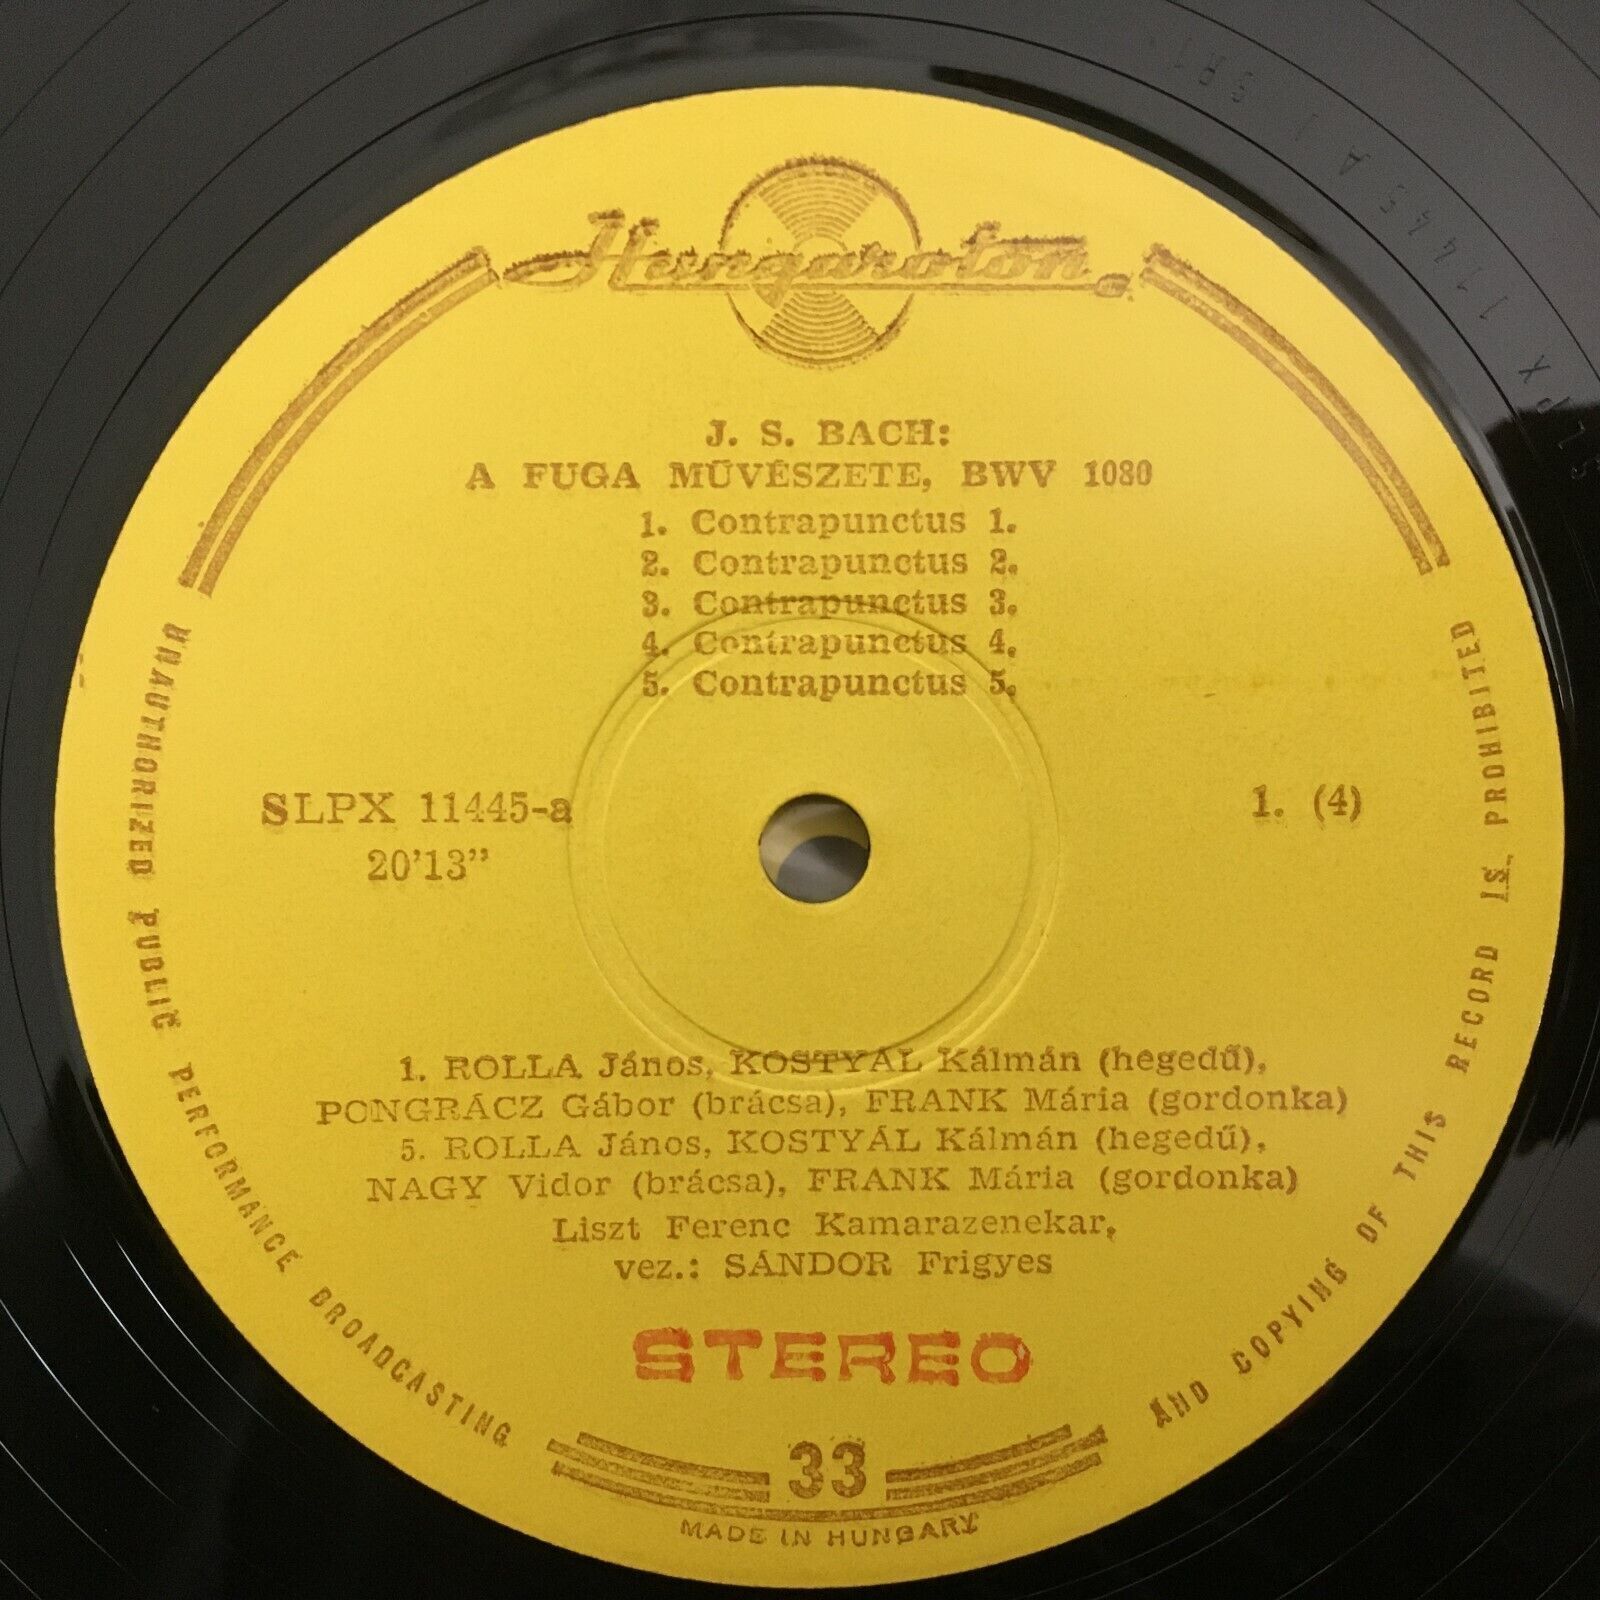 Hungaroton
J. S. BACH:
A FUGA MŰVÉSZETE, BWV 1080
1. Contrapunctus 1.
2. Contrapunctus 2.
3. Contrapunctus 3.
4. Contrapunctus 4.
5. Contrapunctus 5.
SLPX 11445-a
20'13”
1. (4)
1. ROLLA János, KOSTYÁL Kálmán (hegedű),
PONGRÁCZ Gábor (brácsa), FRANK Mária (gordonka)
5. ROLLA János, KOSTYÁL Kálmán (hegedű),
NAGY Vidor (brácsa), FRANK Mária (gordonka)
Liszt Ferenc Kamarazenekar,
vez.: SÁNDOR Frigyes
STEREO
33
MADE IN HUNGARY
UNAUTHORIZED PUBLIC PERFORMANCE BROADCASTING
AND COPYING OF THIS RECORD IS PROHIBITED